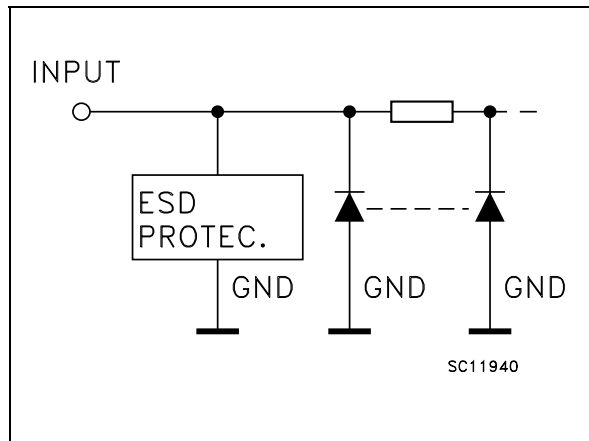 INPUT
ESD
PROTEC.
GND
GND
GND
SC11940